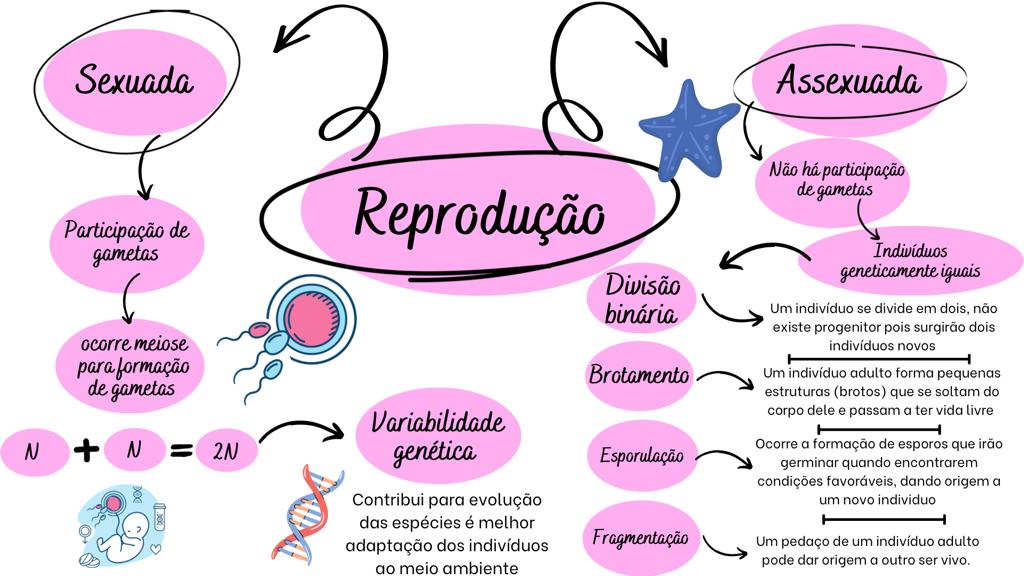 Reprodução
Sexuada
Participação de
gametas
ocorre meiose
para formação
de gametas
N + N = 2N
Variabilidade
genética
Contribui para evolução
das espécies é melhor
adaptação dos indivíduos
ao meio ambiente
Assexuada
Não há participação
de gametas
Indivíduos
geneticamente iguais
Divisão
binária
Um indivíduo se divide em dois, não
existe progenitor pois surgirão dois
indivíduos novos
Brotamento
Um indivíduo adulto forma pequenas
estruturas (brotos) que se soltam do
corpo dele e passam a ter vida livre
Esporulação
Ocorre a formação de esporos que irão
germinar quando encontrarem
condições favoráveis, dando origem a
um novo individuo
Fragmentação
Um pedaço de um indivíduo adulto
pode dar origem a outro ser vivo.